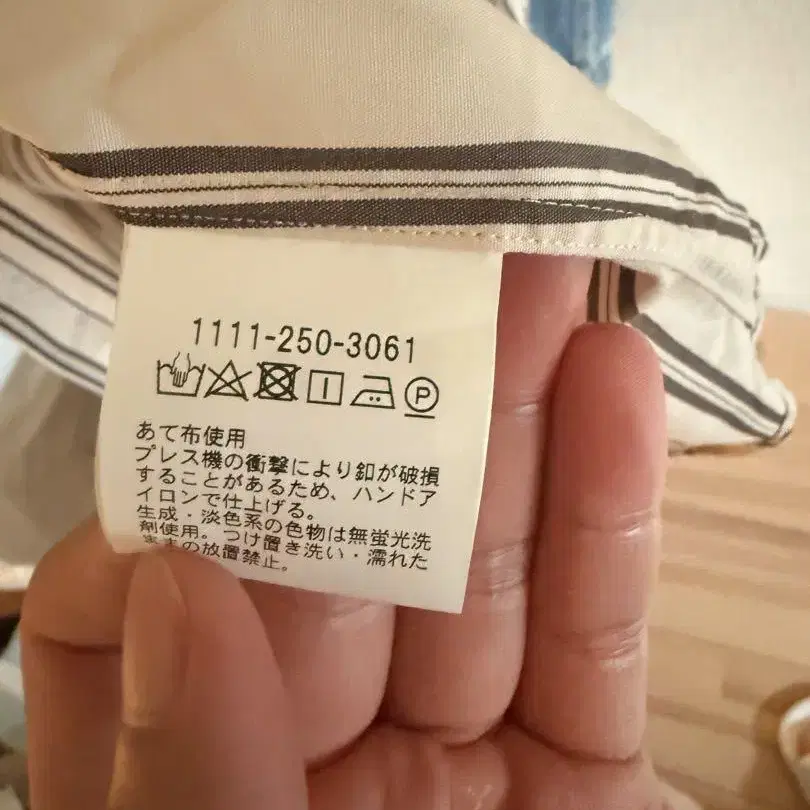 1111-250-3061
P
あて布使用
プレス機の衝撃により釦が破損
することがあるため、ハンドア
イロンで仕上げる。
生成・淡色系の色物は無蛍光洗
剤使用。つけ置き洗い・濡れた
ままの放置禁止。